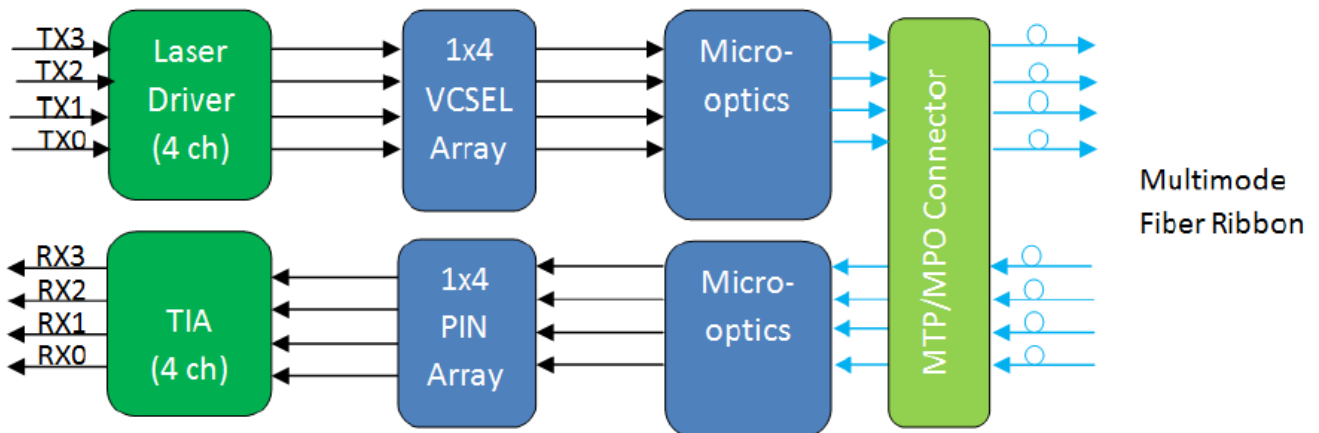 TX3
TX2
TX1
TX0
Laser
Driver
(4 ch)
1x4
VCSEL
Array
Micro-
optics
MTP/MPO Connector
Multimode
Fiber Ribbon
RX3
RX2
RX1
RX0
TIA
(4 ch)
1x4
PIN
Array
Micro-
optics